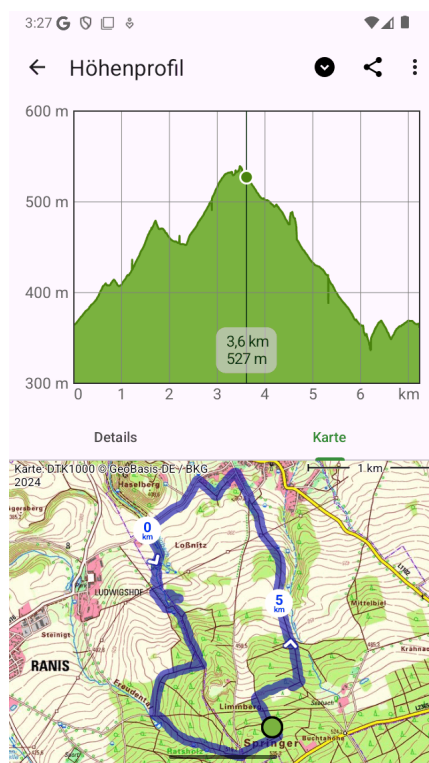 3:27
Höhenprofil
600 m
500 m
400 m
300 m
3,6 km
527 m
0 1 2 3 4 5 6 km
Details
Karte
Karte: DTK1000 © GeoBasis-DE / BKG
2024
1 km
Haselberg
0
km
Loßnitz
LUDWIGSHOF
5
km
Mittelbiel
Steinigt
RANIS
Limmberg
Buchtahöhe
Springer